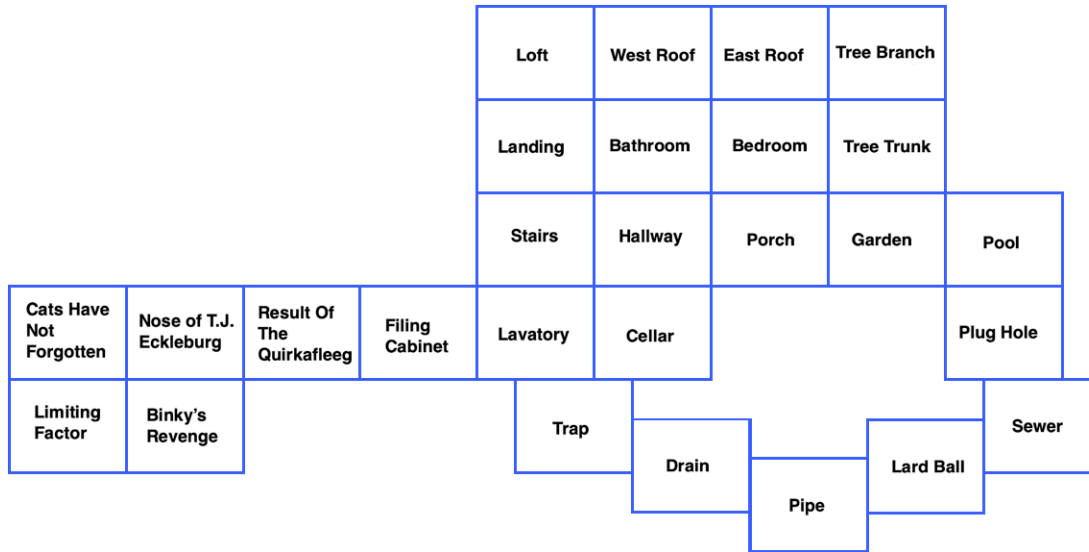 Loft
West Roof
East Roof
Tree Branch
Landing
Bathroom
Bedroom
Tree Trunk
Stairs
Hallway
Porch
Garden
Pool
Cats Have
Not
Forgotten
Nose of T.J.
Eckleburg
Result Of
The
Quirkafleeg
Filing
Cabinet
Lavatory
Cellar
Plug Hole
Limiting
Factor
Binky's
Revenge
Trap
Drain
Pipe
Lard Ball
Sewer